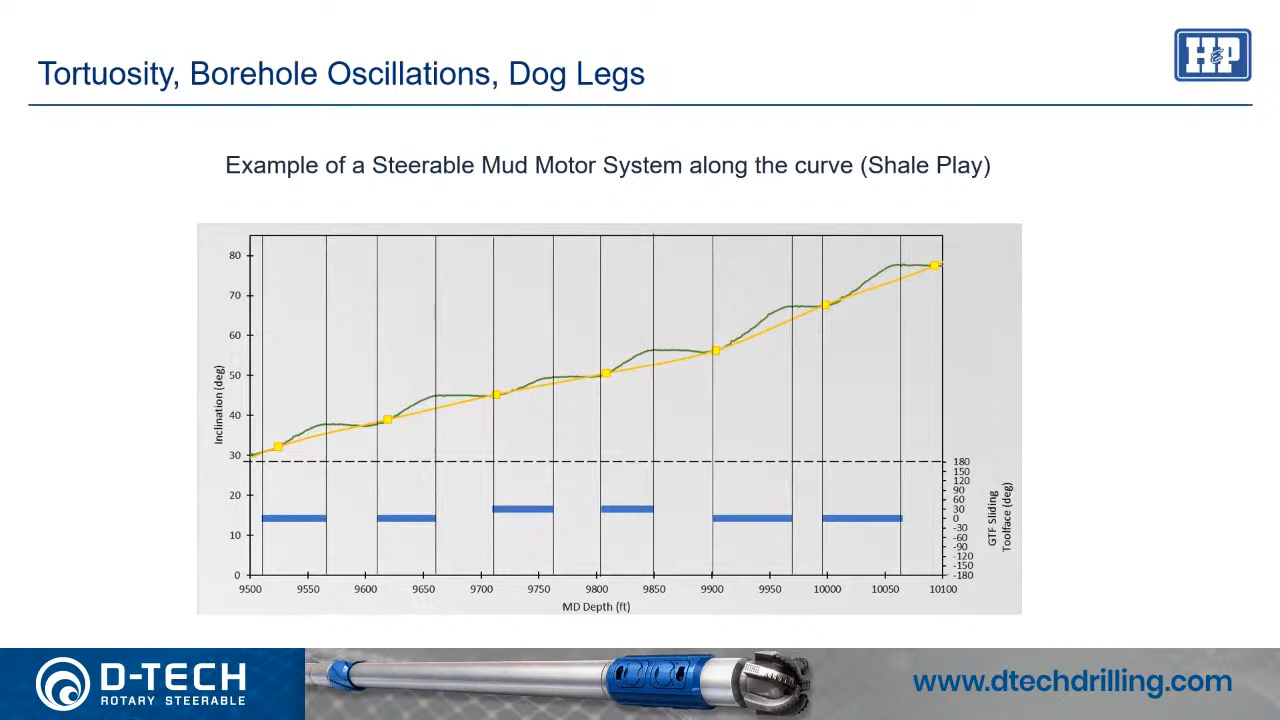 Tortuosity, Borehole Oscillations, Dog Legs
H&P
Example of a Steerable Mud Motor System along the curve (Shale Play)
80
70
60
50
40
30
20
10
0
Inclination (deg)
180
150
120
90
60
30
0
-30
-60
-90
-120
-150
-180
GTF Sliding
Toolface (deg)
9500 9550 9600 9650 9700 9750 9800 9850 9900 9950 10000 10050 10100
MD Depth (ft)
D-TECH
ROTARY STEERABLE
www.dtechdrilling.com